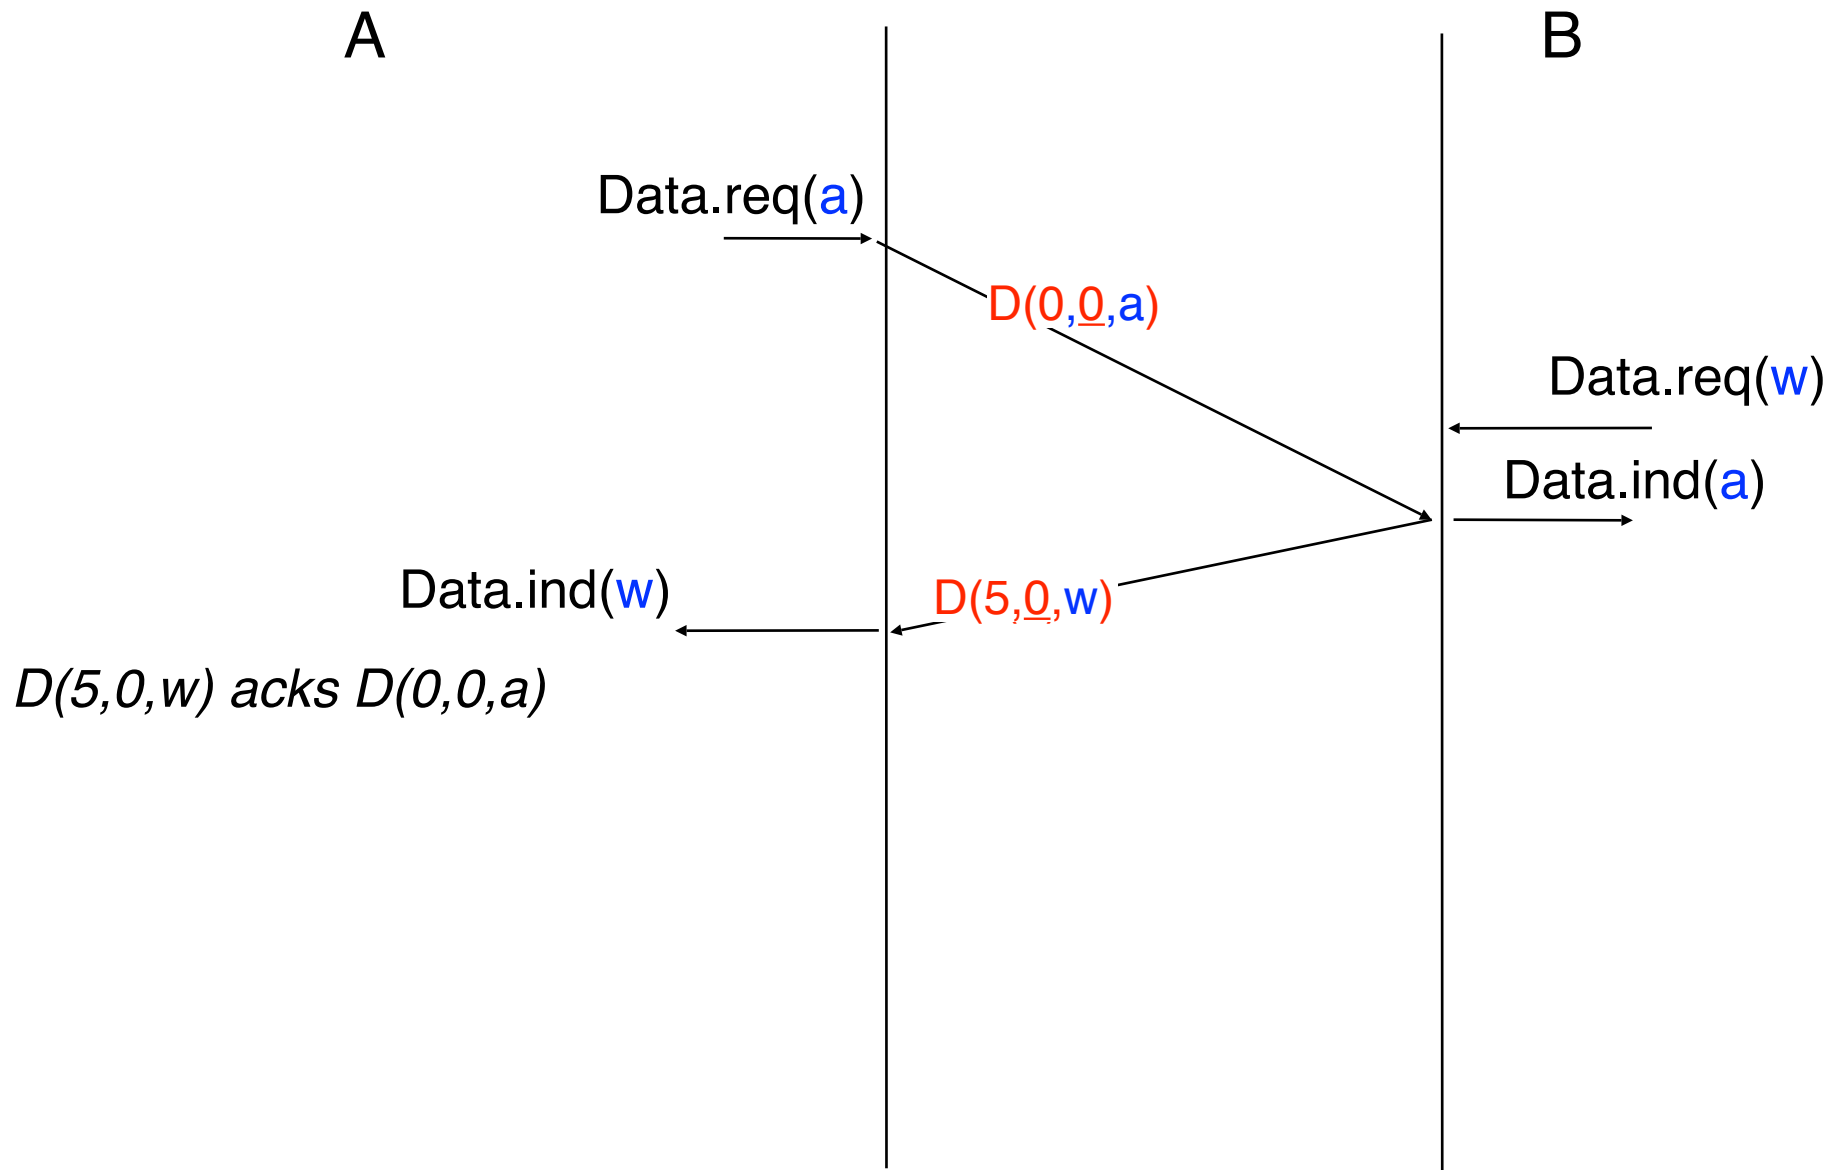 A
B
Data.req(a)
D(0,0,a)
Data.req(w)
Data.ind(a)
Data.ind(w)
D(5,0,w)
D(5,0,w) acks D(0,0,a)